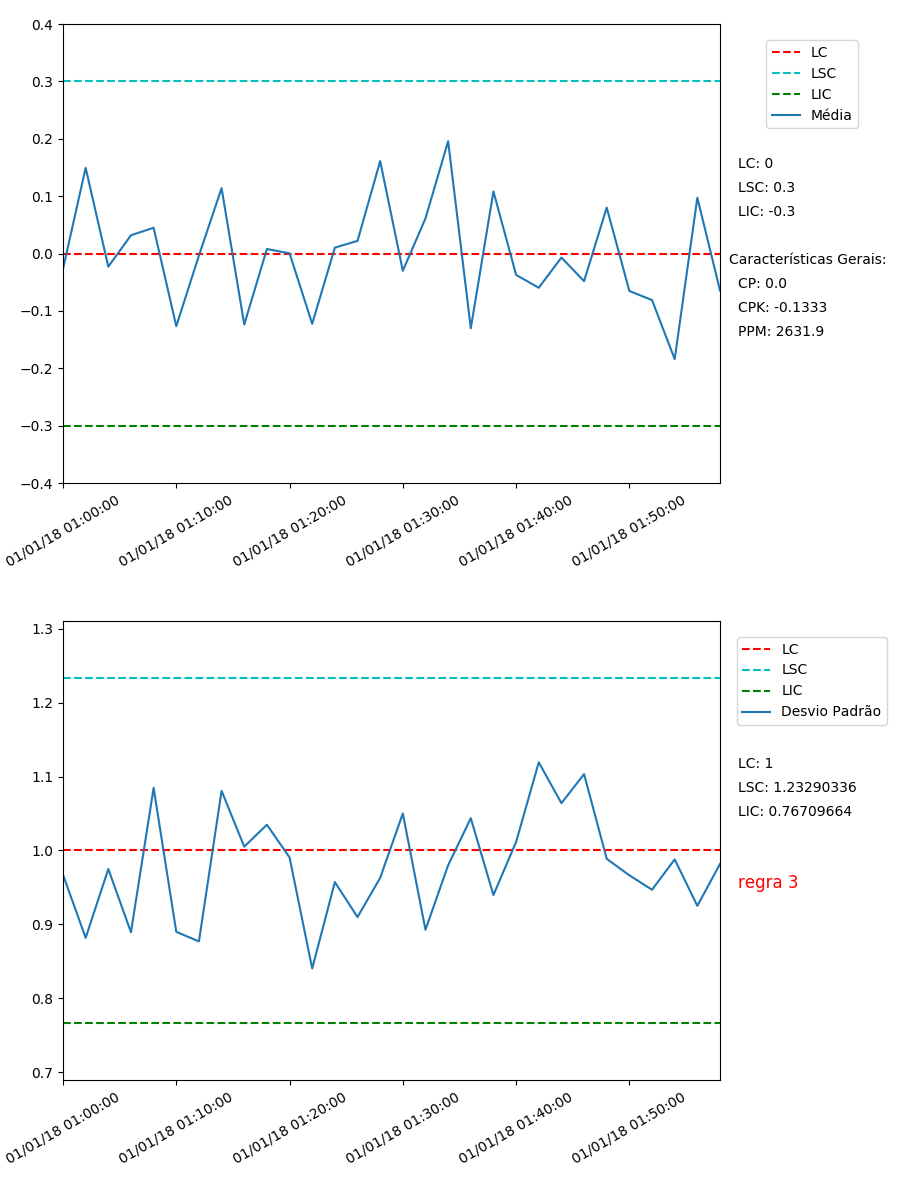 0.4
0.3
0.2
0.1
0.0
−0.1
−0.2
−0.3
−0.4
01/01/18 01:00:00
01/01/18 01:10:00
01/01/18 01:20:00
01/01/18 01:30:00
01/01/18 01:40:00
01/01/18 01:50:00
LC
LSC
LIC
Média
LC: 0
LSC: 0.3
LIC: -0.3
Características Gerais:
CP: 0.0
CPK: -0.1333
PPM: 2631.9
1.3
1.2
1.1
1.0
0.9
0.8
0.7
01/01/18 01:00:00
01/01/18 01:10:00
01/01/18 01:20:00
01/01/18 01:30:00
01/01/18 01:40:00
01/01/18 01:50:00
LC
LSC
LIC
Desvio Padrão
LC: 1
LSC: 1.23290336
LIC: 0.76709664
regra 3